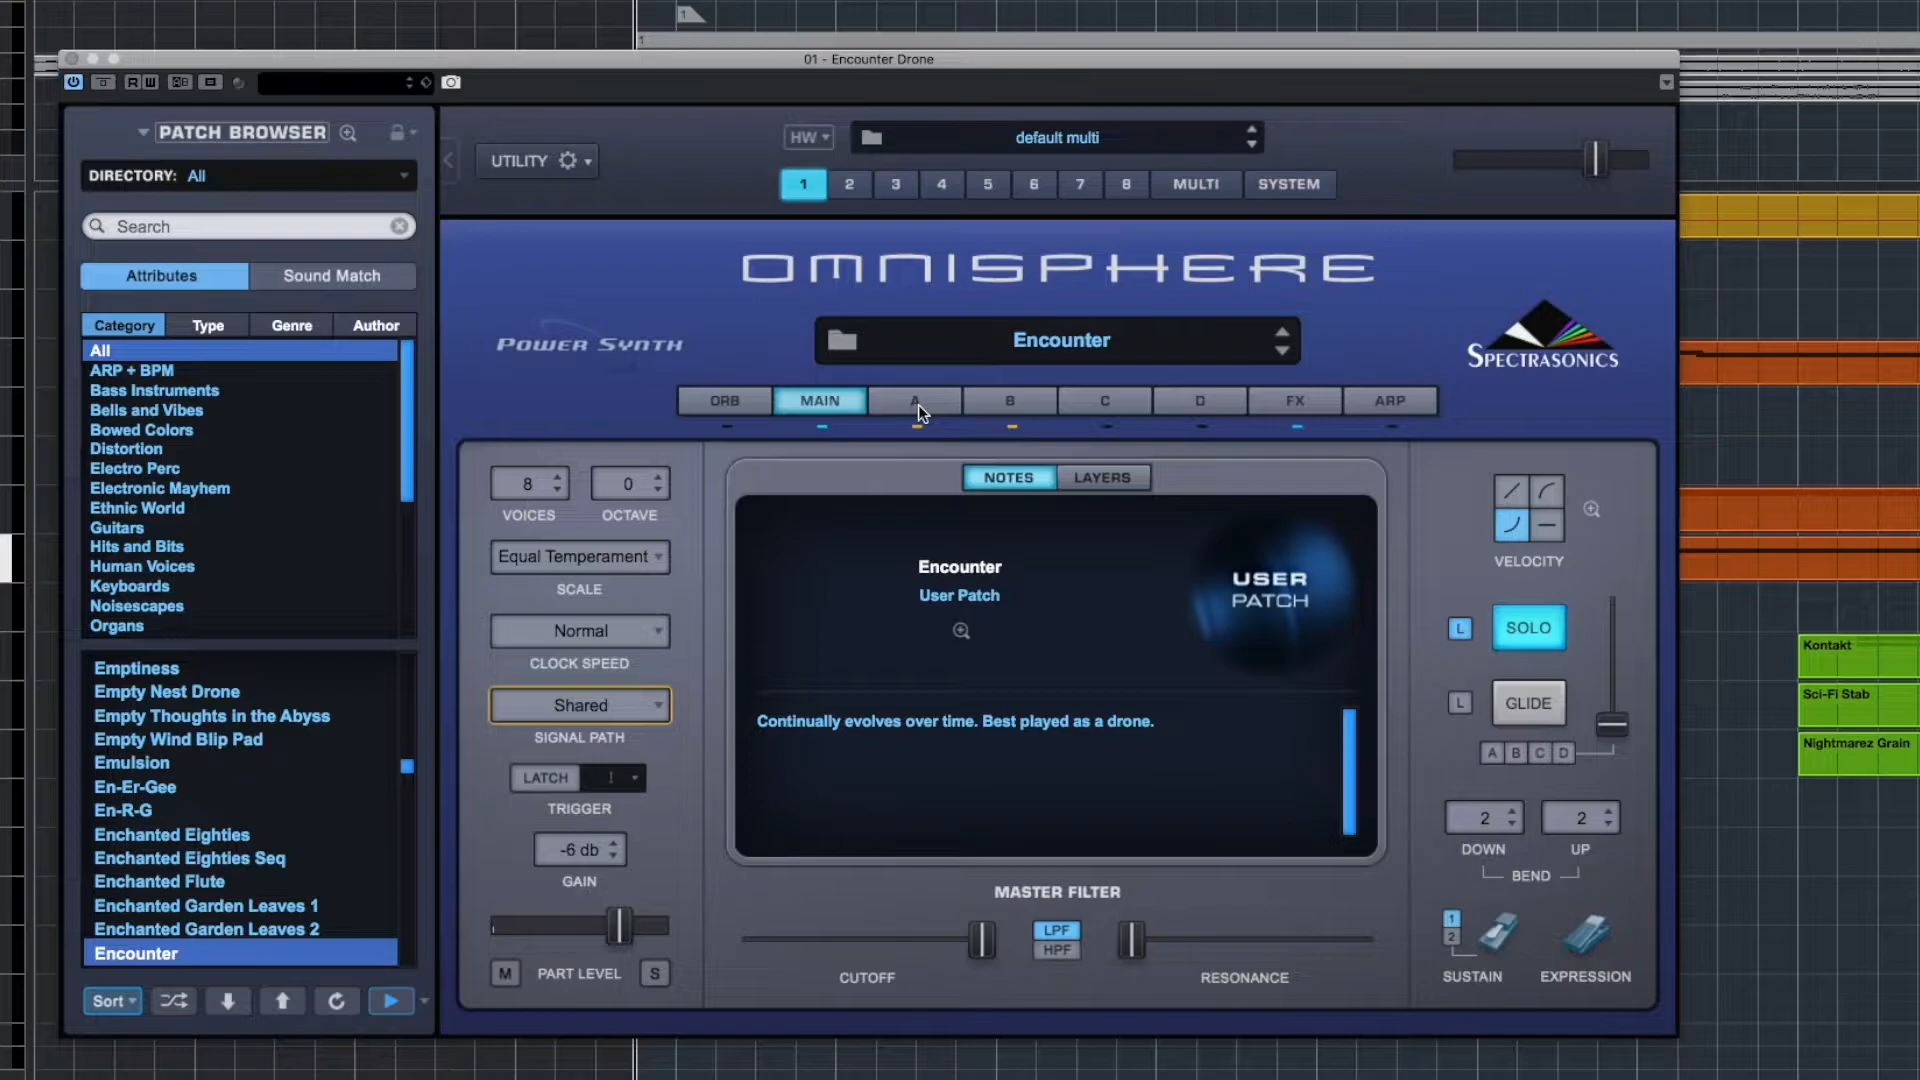 1
1
01 - Encounter Drone
R W AB
PATCH BROWSER
DIRECTORY: All
Search
Attributes Sound Match
Category Type Genre Author
All
ARP + BPM
Bass Instruments
Bells and Vibes
Bowed Colors
Distortion
Electro Perc
Electronic Mayhem
Ethnic World
Guitars
Hits and Bits
Human Voices
Keyboards
Noisescapes
Organs
Emptiness
Empty Nest Drone
Empty Thoughts in the Abyss
Empty Wind Blip Pad
Emulsion
En-Er-Gee
En-R-G
Enchanted Eighties
Enchanted Eighties Seq
Enchanted Flute
Enchanted Garden Leaves 1
Enchanted Garden Leaves 2
Encounter
Sort
UTILITY
HW default multi
1 2 3 4 5 6 7 8 MULTI SYSTEM
OMNISPHERE
POWER SYNTH
Encounter
SPECTRASONICS
ORB MAIN A B C D FX ARP
8 0
VOICES OCTAVE
Equal Temperament
SCALE
Normal
CLOCK SPEED
Shared
SIGNAL PATH
LATCH !
TRIGGER
-6 db
GAIN
M PART LEVEL S
NOTES LAYERS
Encounter
User Patch
USER
PATCH
Continually evolves over time. Best played as a drone.
MASTER FILTER
LPF
HPF
CUTOFF RESONANCE
VELOCITY
L SOLO
L GLIDE
A B C D
2 2
DOWN UP
BEND
1
2
SUSTAIN EXPRESSION
Kontakt
Sci-Fi Stab
Nightmarez Grain